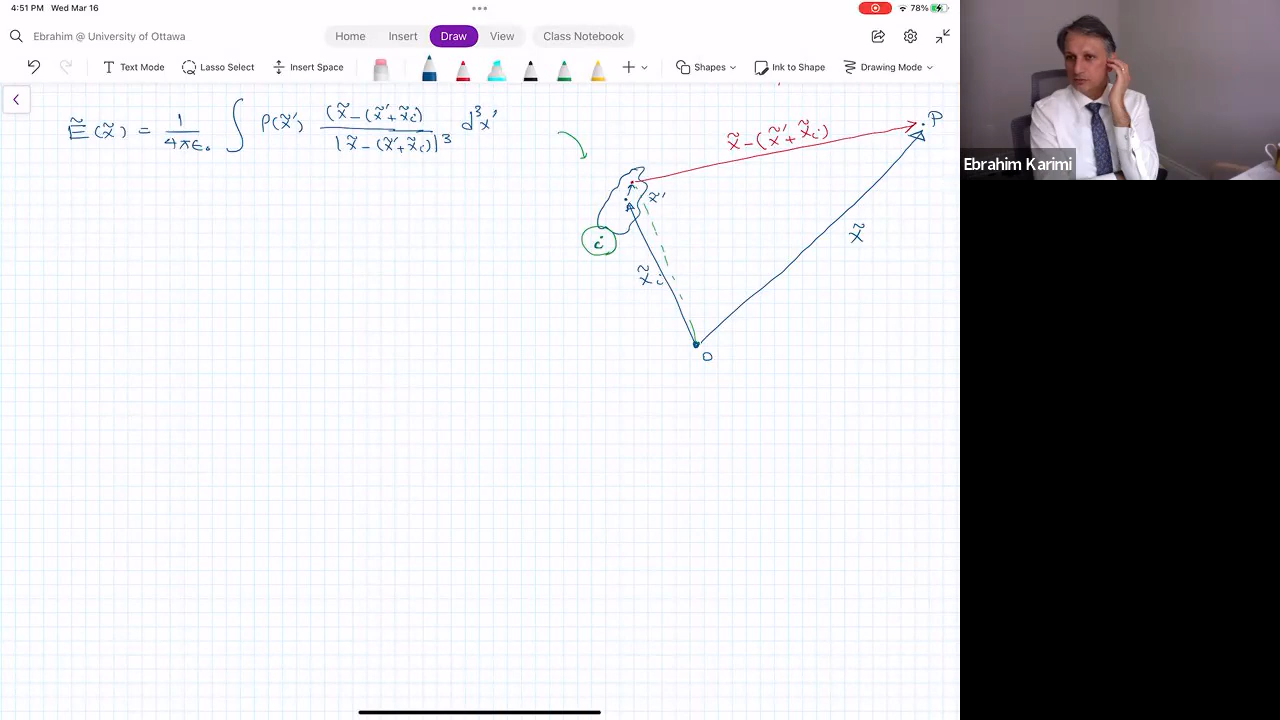 4:51 PM Wed Mar 16
78%
Ebrahim @ University of Ottawa
Home Insert Draw View Class Notebook
Text Mode Lasso Select Insert Space Shapes Ink to Shape Drawing Mode
Ẽ(x̃) = 1/4πε₀ ∫ ρ(x̃′) (x̃-(x̃′+x̃ᵢ)/|x̃-(x̃′+x̃ᵢ)|³ d³x′
x̃-(x̃′+x̃ᵢ)
P
Ebrahim Karimi
x̃′
x̃
i
x̃ᵢ
O